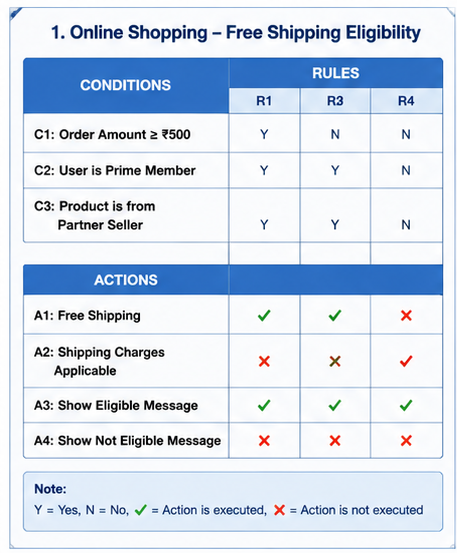 1. Online Shopping – Free Shipping Eligibility
CONDITIONS
RULES
R1 R3 R4
C1: Order Amount ≥ ₹500 Y N N
C2: User is Prime Member Y Y N
C3: Product is from
Partner Seller Y Y N
ACTIONS
A1: Free Shipping ✓ ✓ ✗
A2: Shipping Charges
Applicable ✗ ✗ ✓
A3: Show Eligible Message ✓ ✓ ✓
A4: Show Not Eligible Message ✗ ✗ ✗
Note:
Y = Yes, N = No, ✓ = Action is executed, ✗ = Action is not executed